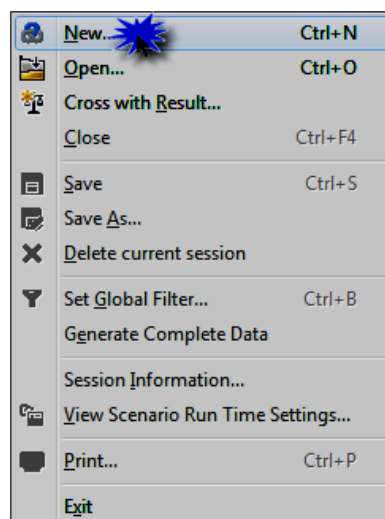 New... Ctrl+N
Open... Ctrl+O
Cross with Result...
Close Ctrl+F4
Save Ctrl+S
Save As...
Delete current session
Set Global Filter... Ctrl+B
Generate Complete Data
Session Information...
View Scenario Run Time Settings...
Print... Ctrl+P
Exit